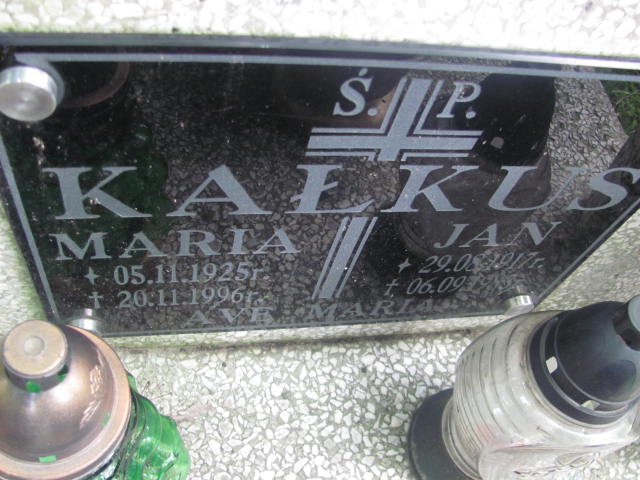 Ś. P.
KAŁKUS
MARIA JAN
05.11.1925r.
20.11.1996r.
AVE MARIA